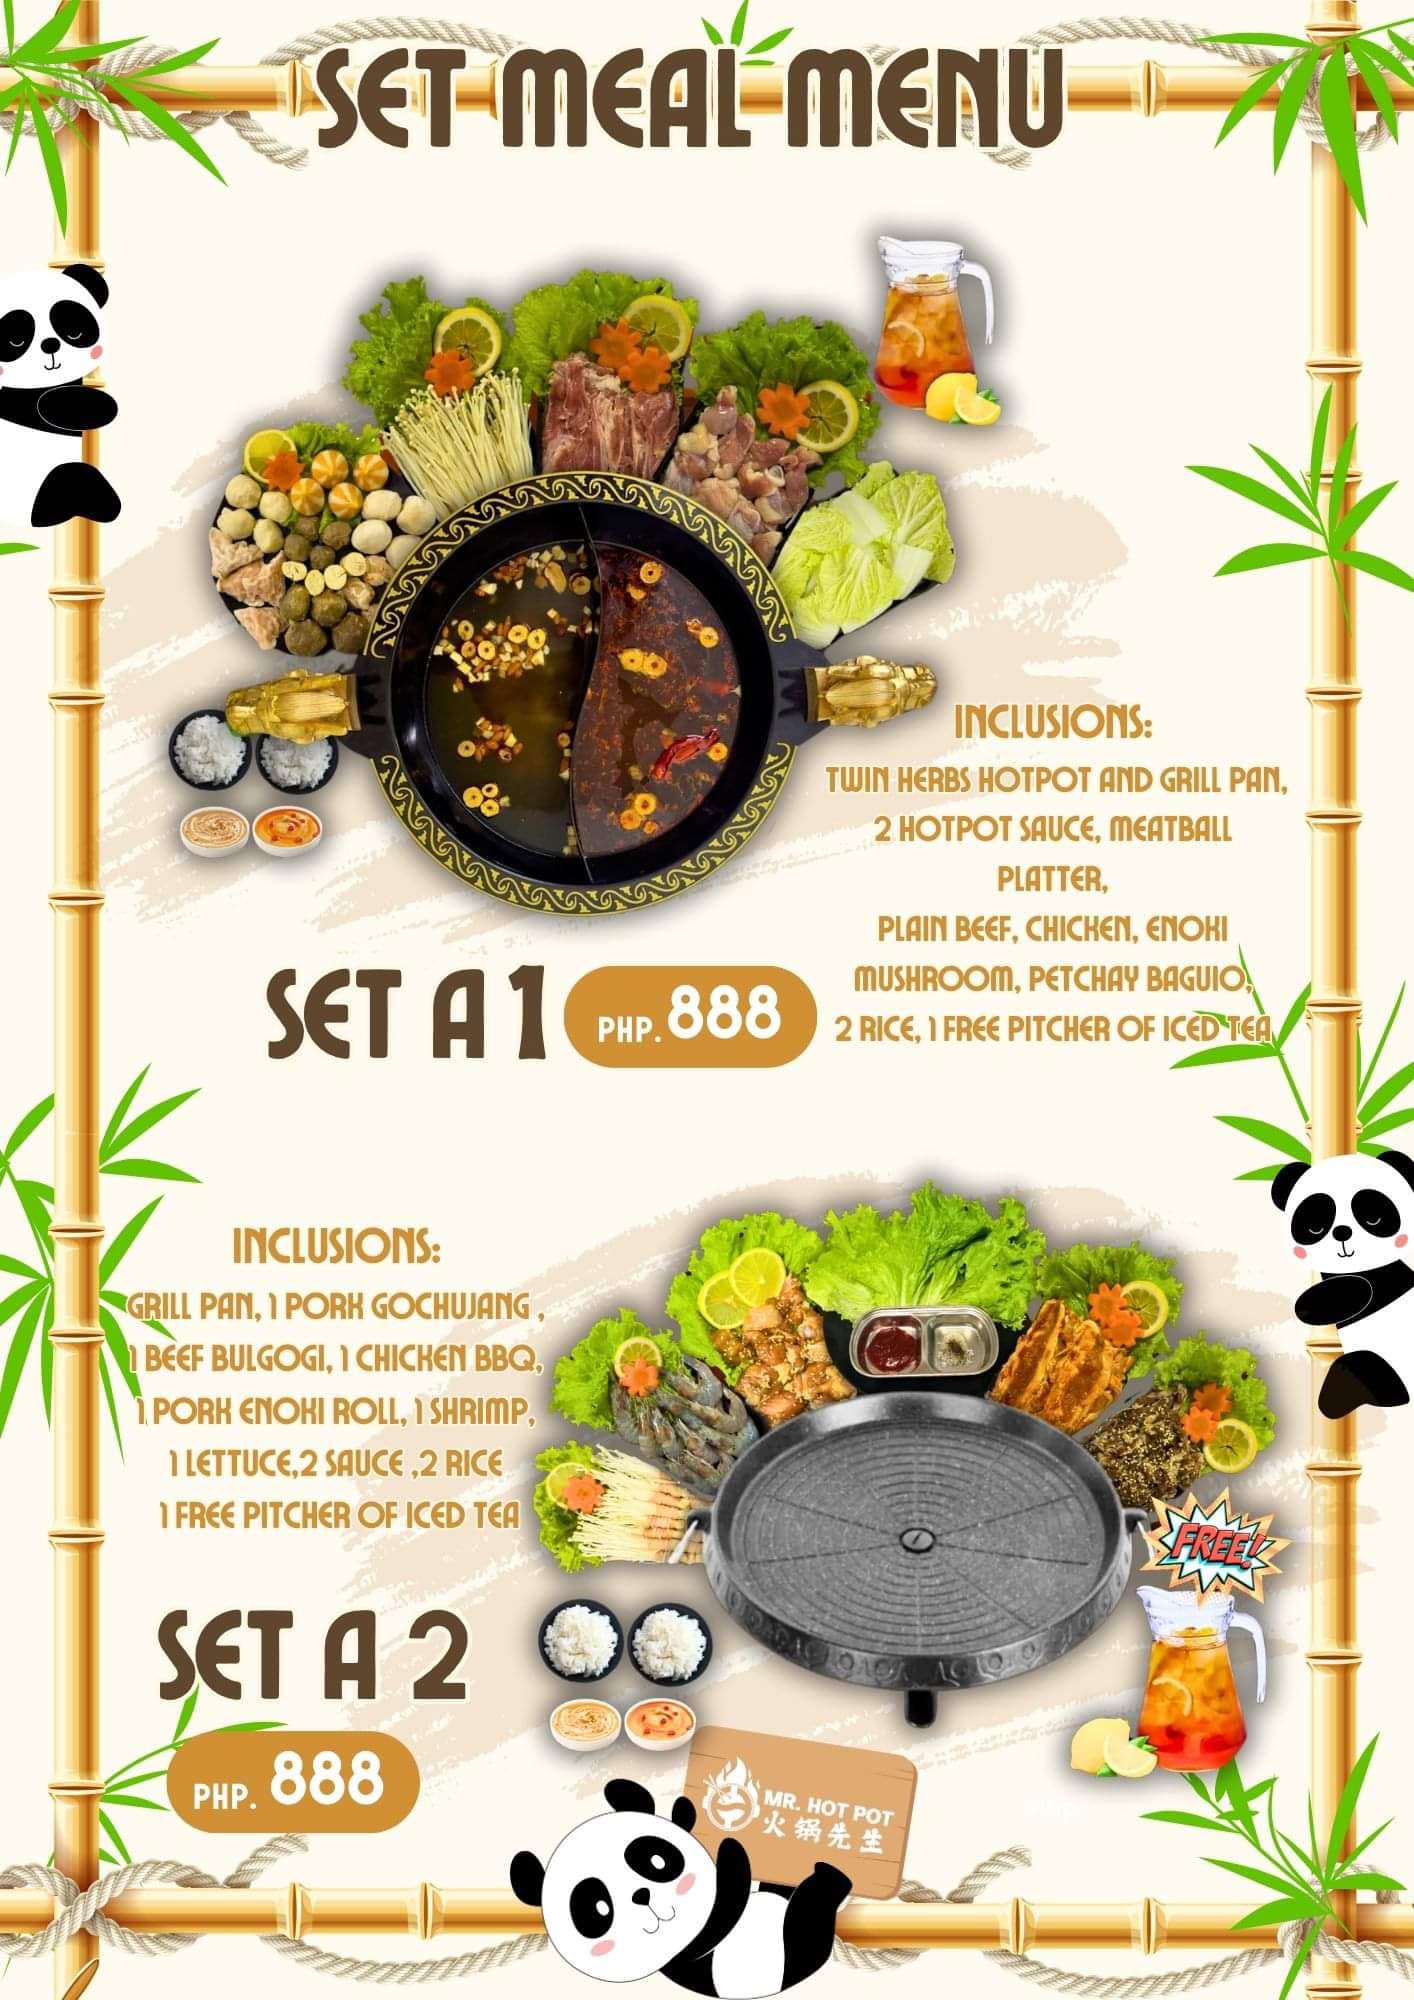 SET MEAL MENU
INCLUSIONS:
TWIN HERBS HOTPOT AND GRILL PAN,
2 HOTPOT SAUCE, MEATBALL
PLATTER,
PLAIN BEEF, CHICKEN, ENOKI
MUSHROOM, PETCHAY BAGUIO,
2 RICE, 1 FREE PITCHER OF ICED TEA
SET A 1
PHP. 888
INCLUSIONS:
GRILL PAN, 1 PORK GOCHUJANG ,
1 BEEF BULGOGI, 1 CHICKEN BBQ,
1 PORK ENOKI ROLL, 1 SHRIMP,
1 LETTUCE,2 SAUCE ,2 RICE
1 FREE PITCHER OF ICED TEA
FREE!
SET A 2
PHP. 888
MR. HOT POT
火锅先生